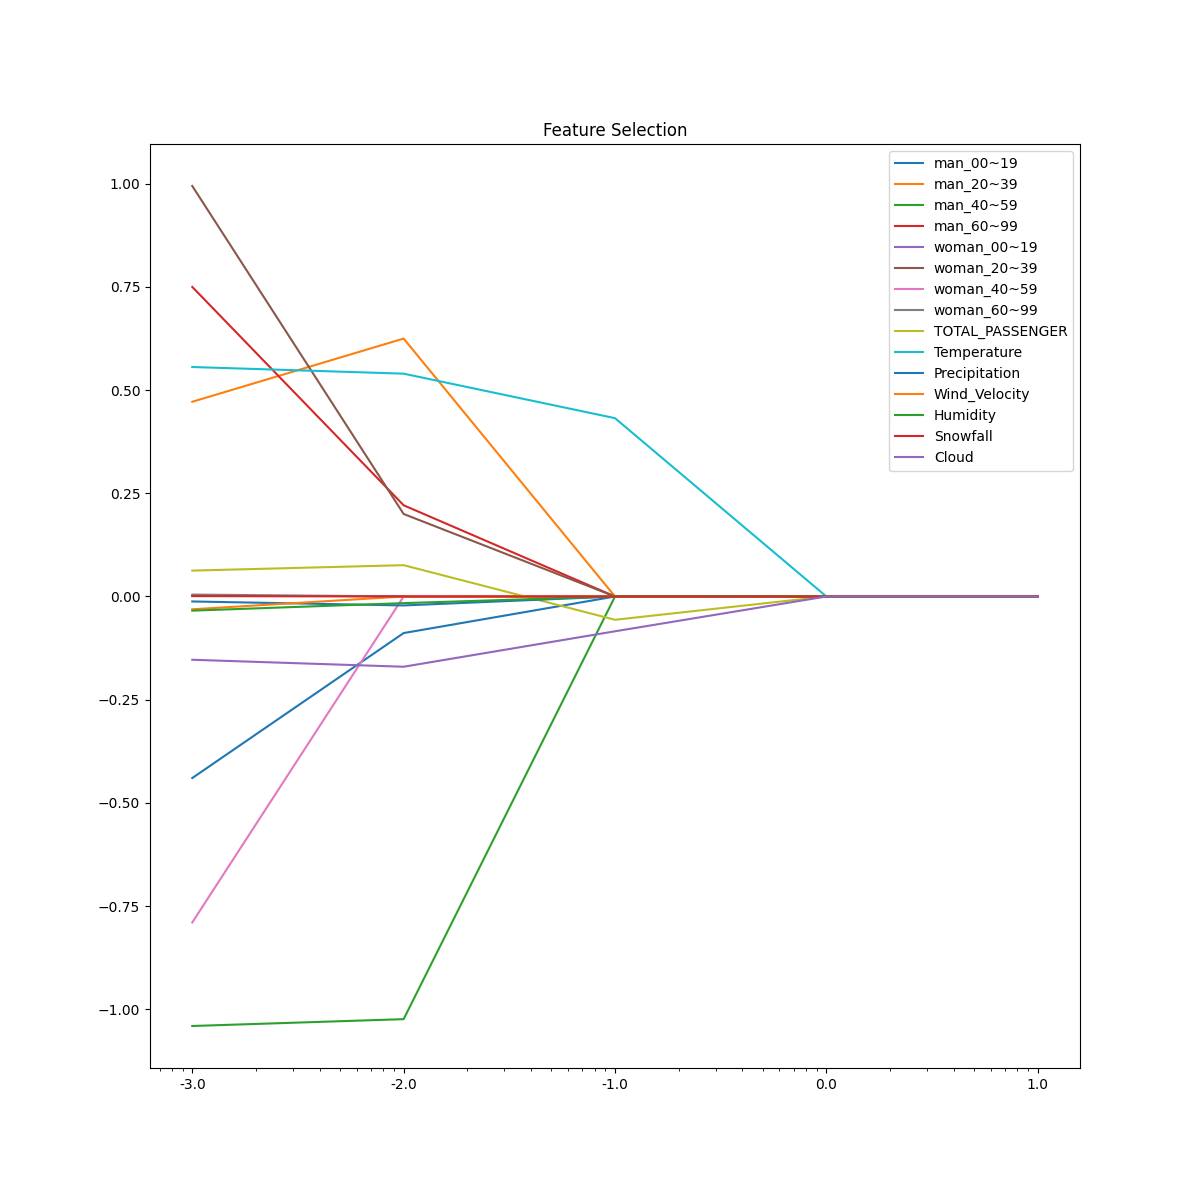 Feature Selection
man_00~19
man_20~39
man_40~59
man_60~99
woman_00~19
woman_20~39
woman_40~59
woman_60~99
TOTAL_PASSENGER
Temperature
Precipitation
Wind_Velocity
Humidity
Snowfall
Cloud
1.00
0.75
0.50
0.25
0.00
−0.25
−0.50
−0.75
−1.00
-3.0 -2.0 -1.0 0.0 1.0